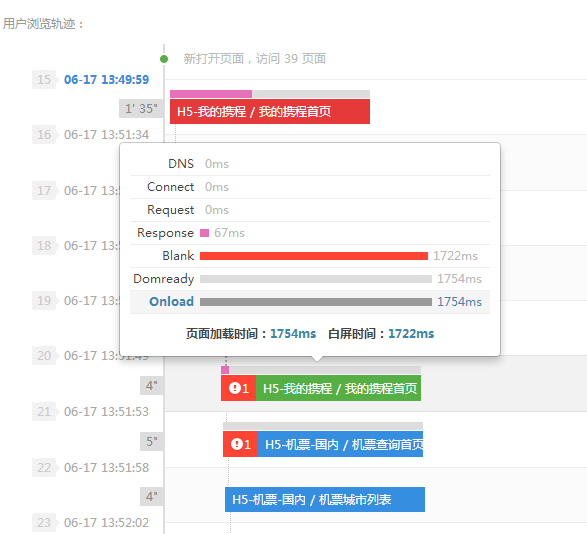 用户浏览轨迹：
新打开页面，访问 39 页面
15 06-17 13:49:59
1' 35" H5-我的携程 / 我的携程首页
16 06-17 13:51:34
DNS 0ms
Connect 0ms
17 06-17 13:
Request 0ms
Response 67ms
18 06-17 13:
Blank 1722ms
Domready 1754ms
19 06-17 13:
Onload 1754ms
页面加载时间：1754ms 白屏时间：1722ms
20 06-17 13:51:49
4" 1 H5-我的携程 / 我的携程首页
21 06-17 13:51:53
5" 1 H5-机票-国内 / 机票查询首页
22 06-17 13:51:58
4" H5-机票-国内 / 机票城市列表
23 06-17 13:52:02